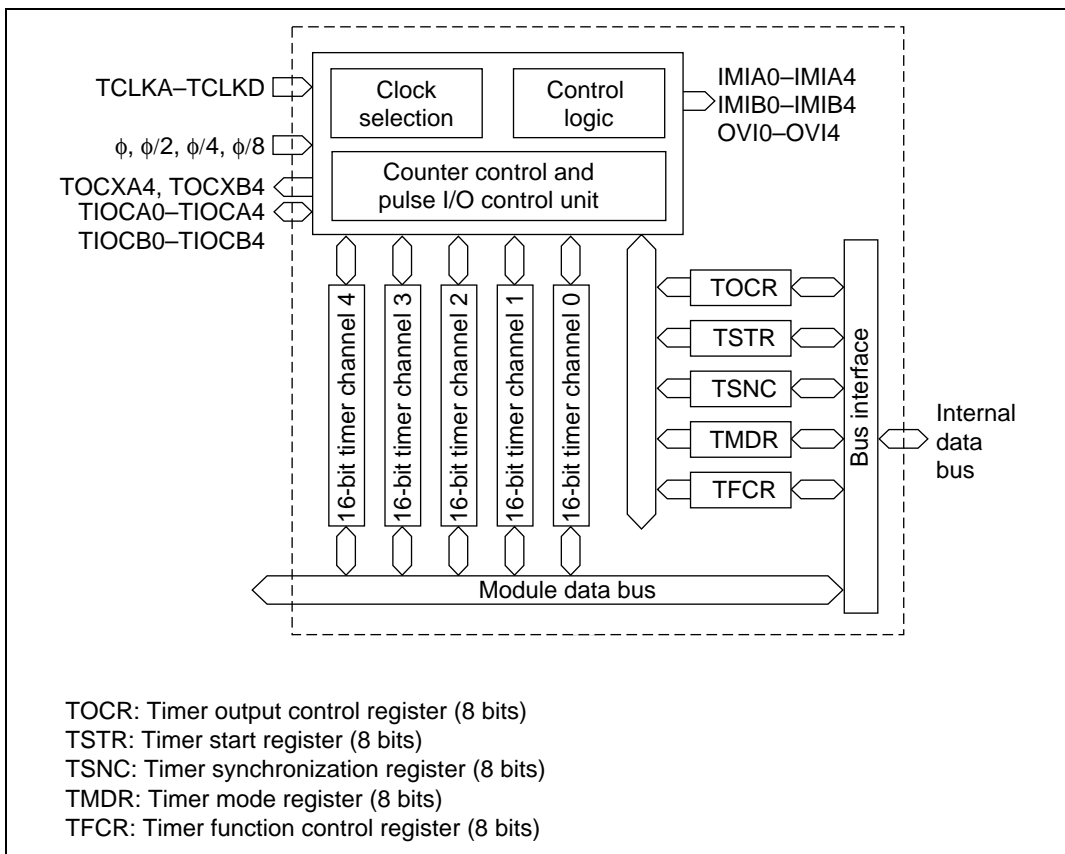 TCLKA–TCLKD
ϕ, ϕ/2, ϕ/4, ϕ/8
TOCXA4, TOCXB4
TIOCA0–TIOCA4
TIOCB0–TIOCB4
Clock
selection
Control
logic
Counter control and
pulse I/O control unit
IMIA0–IMIA4
IMIB0–IMIB4
OVI0–OVI4
16-bit timer channel 4
16-bit timer channel 3
16-bit timer channel 2
16-bit timer channel 1
16-bit timer channel 0
TOCR
TSTR
TSNC
TMDR
TFCR
Bus interface
Internal
data
bus
Module data bus
TOCR: Timer output control register (8 bits)
TSTR: Timer start register (8 bits)
TSNC: Timer synchronization register (8 bits)
TMDR: Timer mode register (8 bits)
TFCR: Timer function control register (8 bits)